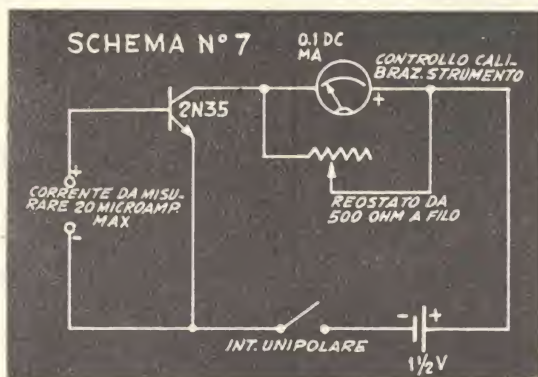 SCHEMA N° 7
0.1 DC
MA
CONTROLLO CALI-
BRAZ. STRUMENTO
+
2N35
+
CORRENTE DA MISU-
RARE 20 MICROAMP.
MAX
-
REOSTATO DA
500 OHM A FILO
INT. UNIPOLARE
- +
1½ V